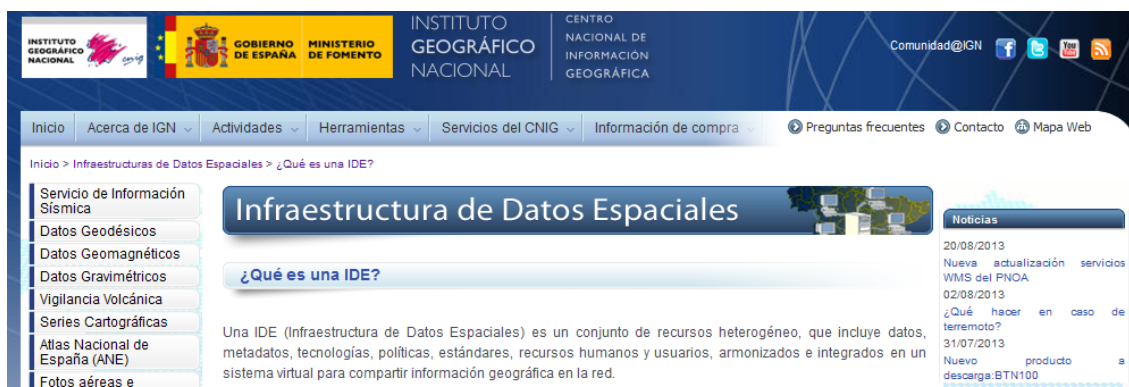 INSTITUTO
GEOGRÁFICO
NACIONAL
cnig
GOBIERNO
DE ESPAÑA
MINISTERIO
DE FOMENTO
INSTITUTO
GEOGRÁFICO
NACIONAL
CENTRO
NACIONAL DE
INFORMACIÓN
GEOGRÁFICA
Comunidad@IGN
You
Tube
Inicio Acerca de IGN Actividades Herramientas Servicios del CNIG Información de compra Preguntas frecuentes Contacto Mapa Web
Inicio > Infraestructuras de Datos Espaciales > ¿Qué es una IDE?
Servicio de Información
Sísmica
Datos Geodésicos
Datos Geomagnéticos
Datos Gravimétricos
Vigilancia Volcánica
Series Cartográficas
Atlas Nacional de
España (ANE)
Fotos aéreas e
Infraestructura de Datos Espaciales
¿Qué es una IDE?
Una IDE (Infraestructura de Datos Espaciales) es un conjunto de recursos heterogéneo, que incluye datos,
metadatos, tecnologías, políticas, estándares, recursos humanos y usuarios, armonizados e integrados en un
sistema virtual para compartir información geográfica en la red.
Noticias
20/08/2013
Nueva actualización servicios
WMS del PNOA
02/08/2013
¿Qué hacer en caso de
terremoto?
31/07/2013
Nuevo producto a
descarga:BTN100